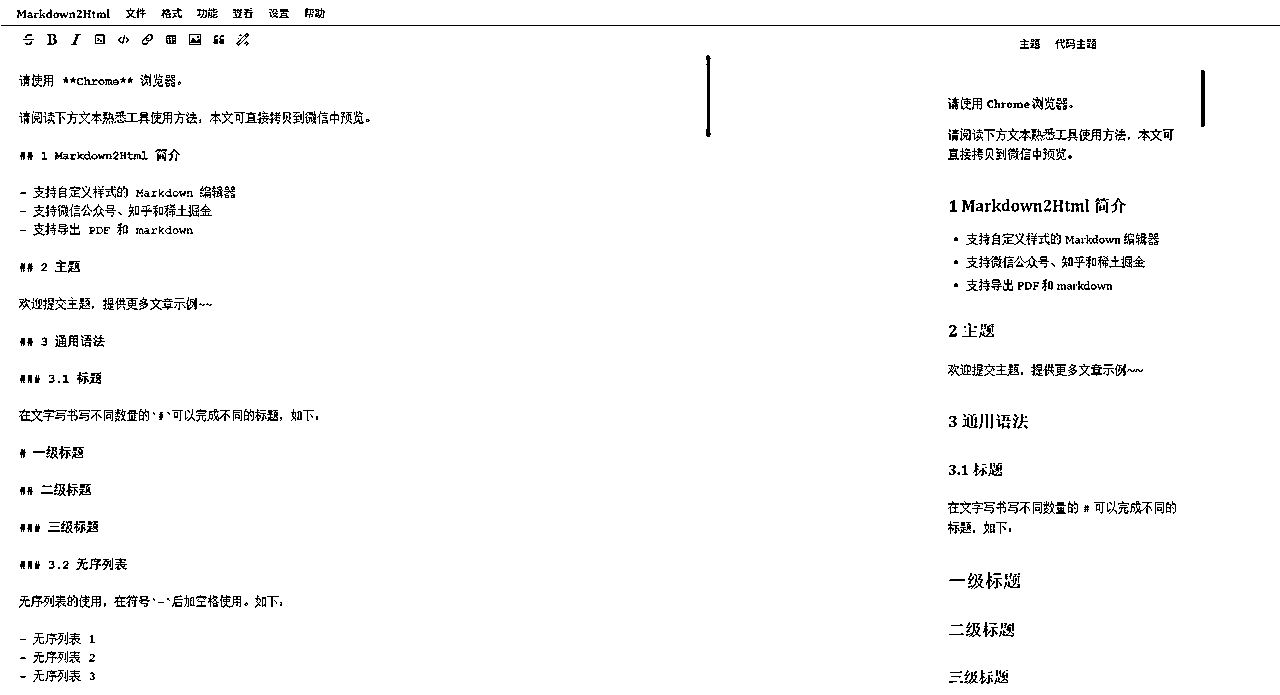 Markdown2Html 文件 格式 功能 查看 设置 帮助
主题 代码主题
请使用 **Chrome** 浏览器。
请阅读下方文本熟悉工具使用方法，本文可直接拷贝到微信中预览。
## 1 Markdown2Html 简介
- 支持自定义样式的 Markdown 编辑器
- 支持微信公众号、知乎和稀土掘金
- 支持导出 PDF 和 markdown
## 2 主题
欢迎提交主题，提供更多文章示例~~
## 3 通用语法
### 3.1 标题
在文字写书写不同数量的`#`可以完成不同的标题，如下：
# 一级标题
## 二级标题
### 三级标题
### 3.2 无序列表
无序列表的使用，在符号`-`后加空格使用。如下：
- 无序列表 1
- 无序列表 2
- 无序列表 3
请使用 Chrome 浏览器。
请阅读下方文本熟悉工具使用方法，本文可
直接拷贝到微信中预览。
1 Markdown2Html 简介
• 支持自定义样式的 Markdown 编辑器
• 支持微信公众号、知乎和稀土掘金
• 支持导出 PDF 和 markdown
2 主题
欢迎提交主题，提供更多文章示例~~
3 通用语法
3.1 标题
在文字写书写不同数量的 # 可以完成不同的
标题，如下：
一级标题
二级标题
三级标题